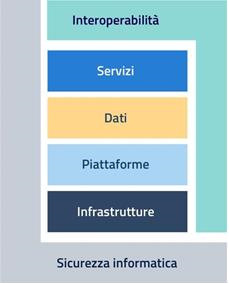 Interoperabilità
Servizi
Dati
Piattaforme
Infrastrutture
Sicurezza informatica